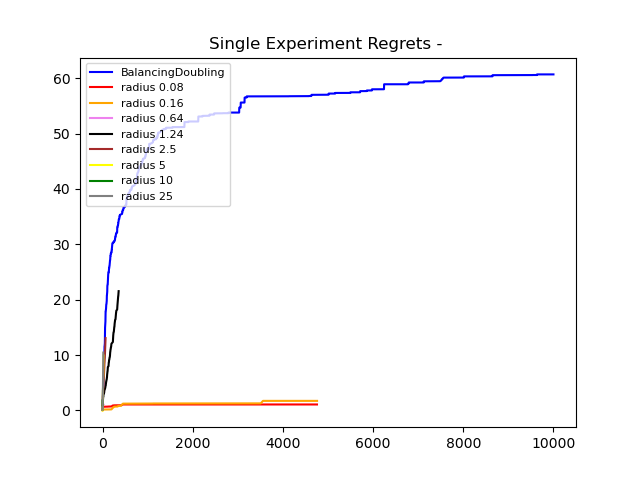 Single Experiment Regrets -
BalancingDoubling
radius 0.08
radius 0.16
radius 0.64
radius 1.24
radius 2.5
radius 5
radius 10
radius 25
60
50
40
30
20
10
0
0 2000 4000 6000 8000 10000